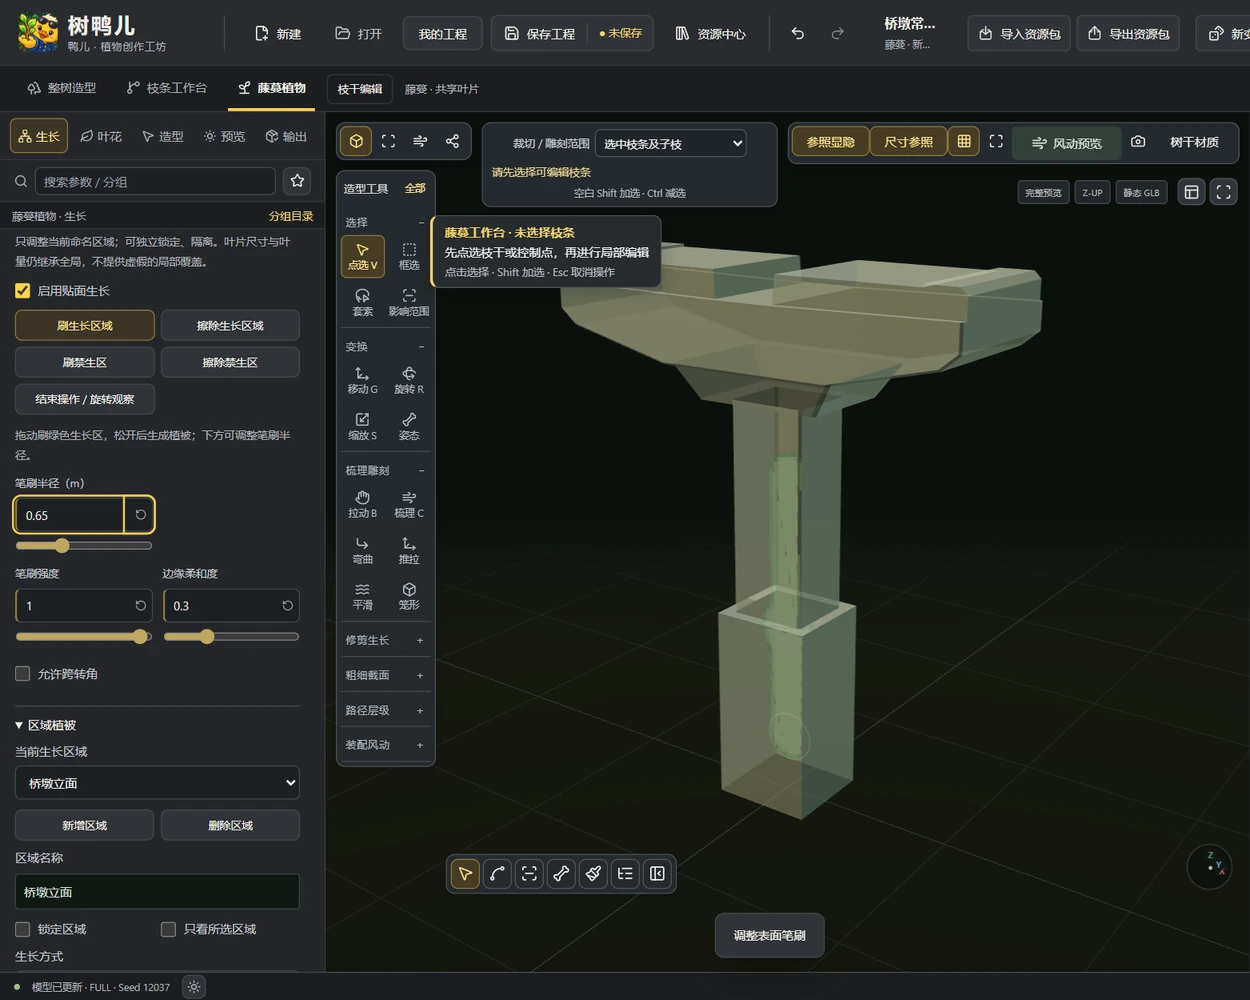 树鸭儿
鸭儿 · 植物创作工坊
新建
打开
我的工程
保存工程
未保存
资源中心
桥墩常...
藤蔓 · 新...
导入资源包
导出资源包
整树造型
枝条工作台
藤蔓植物
枝干编辑
藤蔓 · 共享叶片
生长
叶花
造型
预览
输出
搜索参数 / 分组
藤蔓植物 · 生长
分组目录
只调整当前命名区域；可独立锁定、隔离。叶片尺寸与叶
量仍继承全局，不提供虚假的局部覆盖。
启用贴面生长
刷生长区域
擦除生长区域
刷禁生区
擦除禁生区
结束操作 / 旋转观察
拖动刷绿色生长区，松开后生成植被；下方可调整笔刷半
径。
笔刷半径（m）
0.65
笔刷强度
边缘柔和度
1
0.3
允许跨转角
区域植被
当前生长区域
桥墩立面
新增区域
删除区域
区域名称
桥墩立面
锁定区域
只看所选区域
生长方式
模型已更新 · FULL · Seed 12037
裁切 / 雕刻范围
选中枝条及子枝
请先选择可编辑枝条
空白 Shift 加选 · Ctrl 减选
参照显隐
尺寸参照
风动预览
树干材质
完整预览
Z-UP
静态 GLB
造型工具
全部
选择
点选 V
框选
套索
影响范围
变换
移动 G
旋转 R
缩放 S
姿态
梳理雕刻
拉动 B
梳理 C
弯曲
推拉
平滑
笼形
修剪生长
粗细截面
路径层级
装配风动
藤蔓工作台 · 未选择枝条
先点选枝干或控制点，再进行局部编辑
点击选择 · Shift 加选 · Esc 取消操作
Z
Y
X
调整表面笔刷